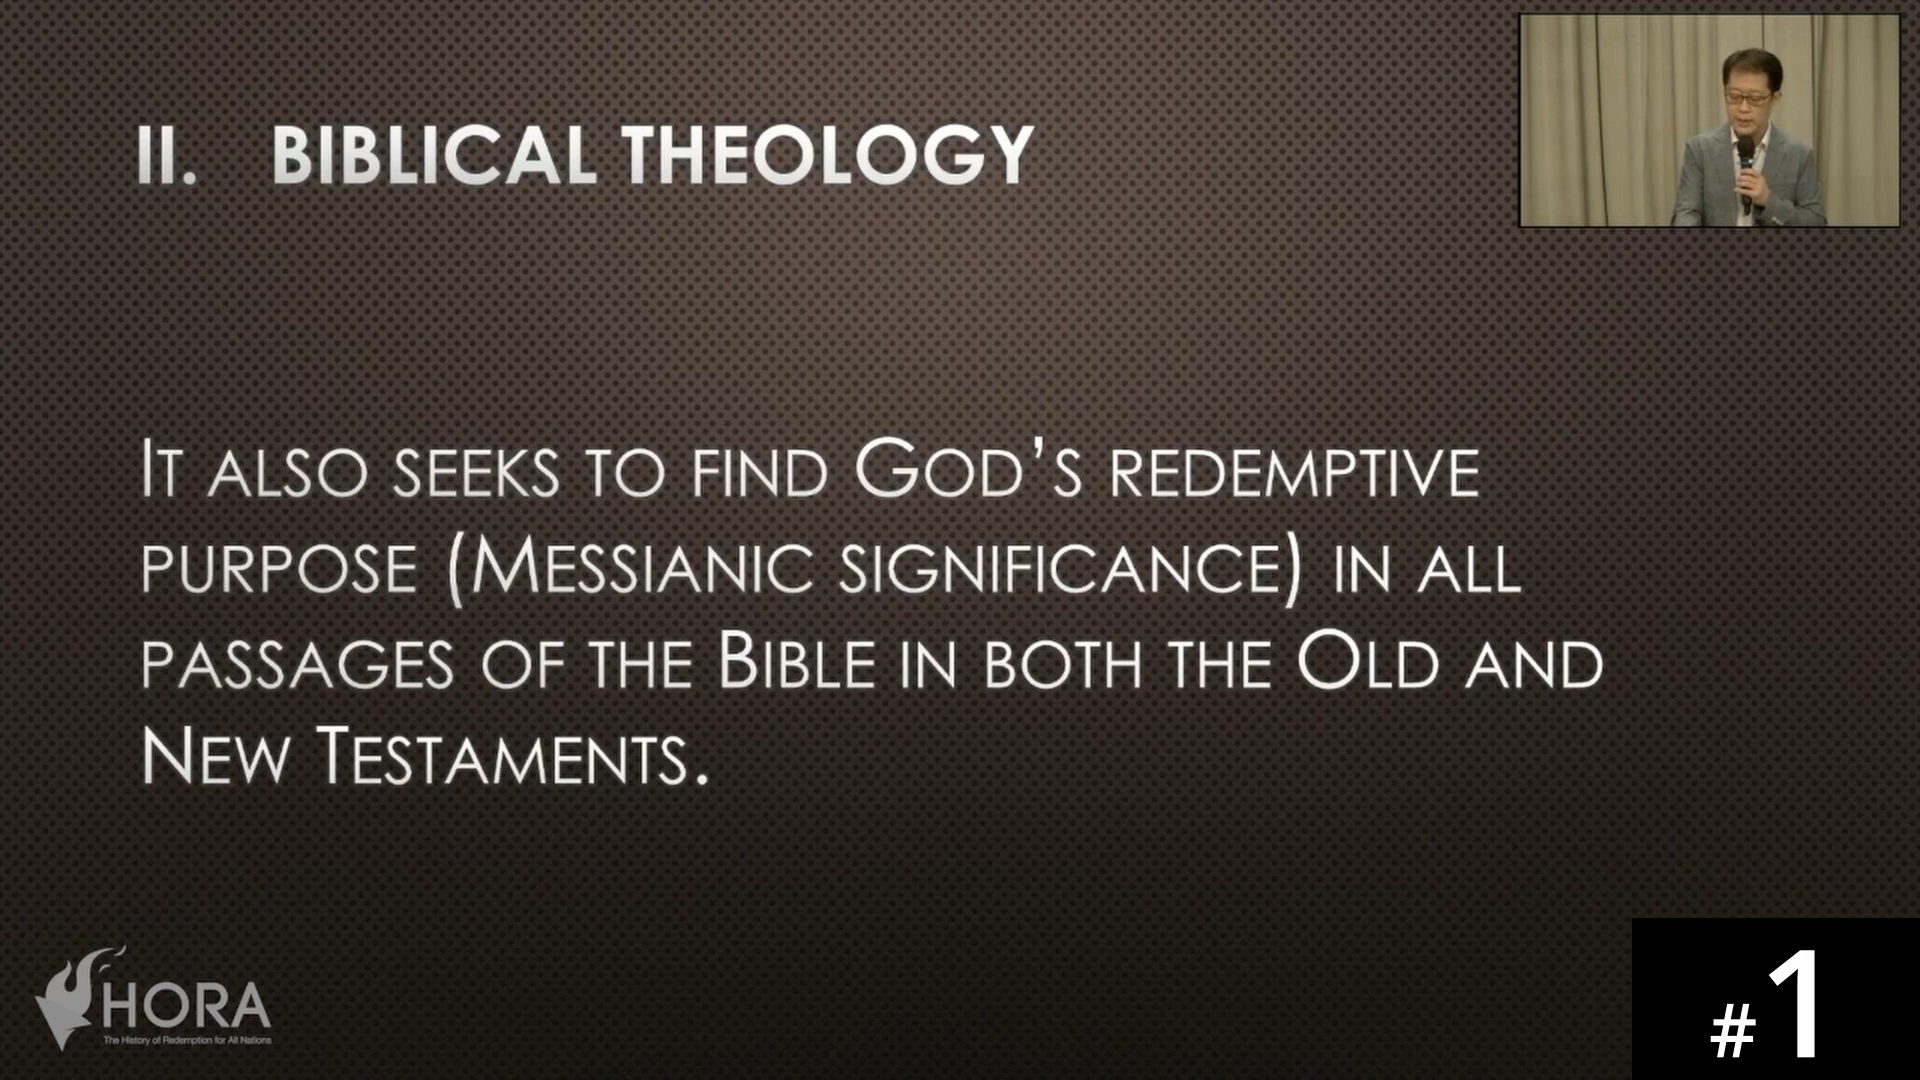 II. BIBLICAL THEOLOGY
IT ALSO SEEKS TO FIND GOD'S REDEMPTIVE
PURPOSE (MESSIANIC SIGNIFICANCE) IN ALL
PASSAGES OF THE BIBLE IN BOTH THE OLD AND
NEW TESTAMENTS.
HORA
The History of Redemption for All Nations
#1